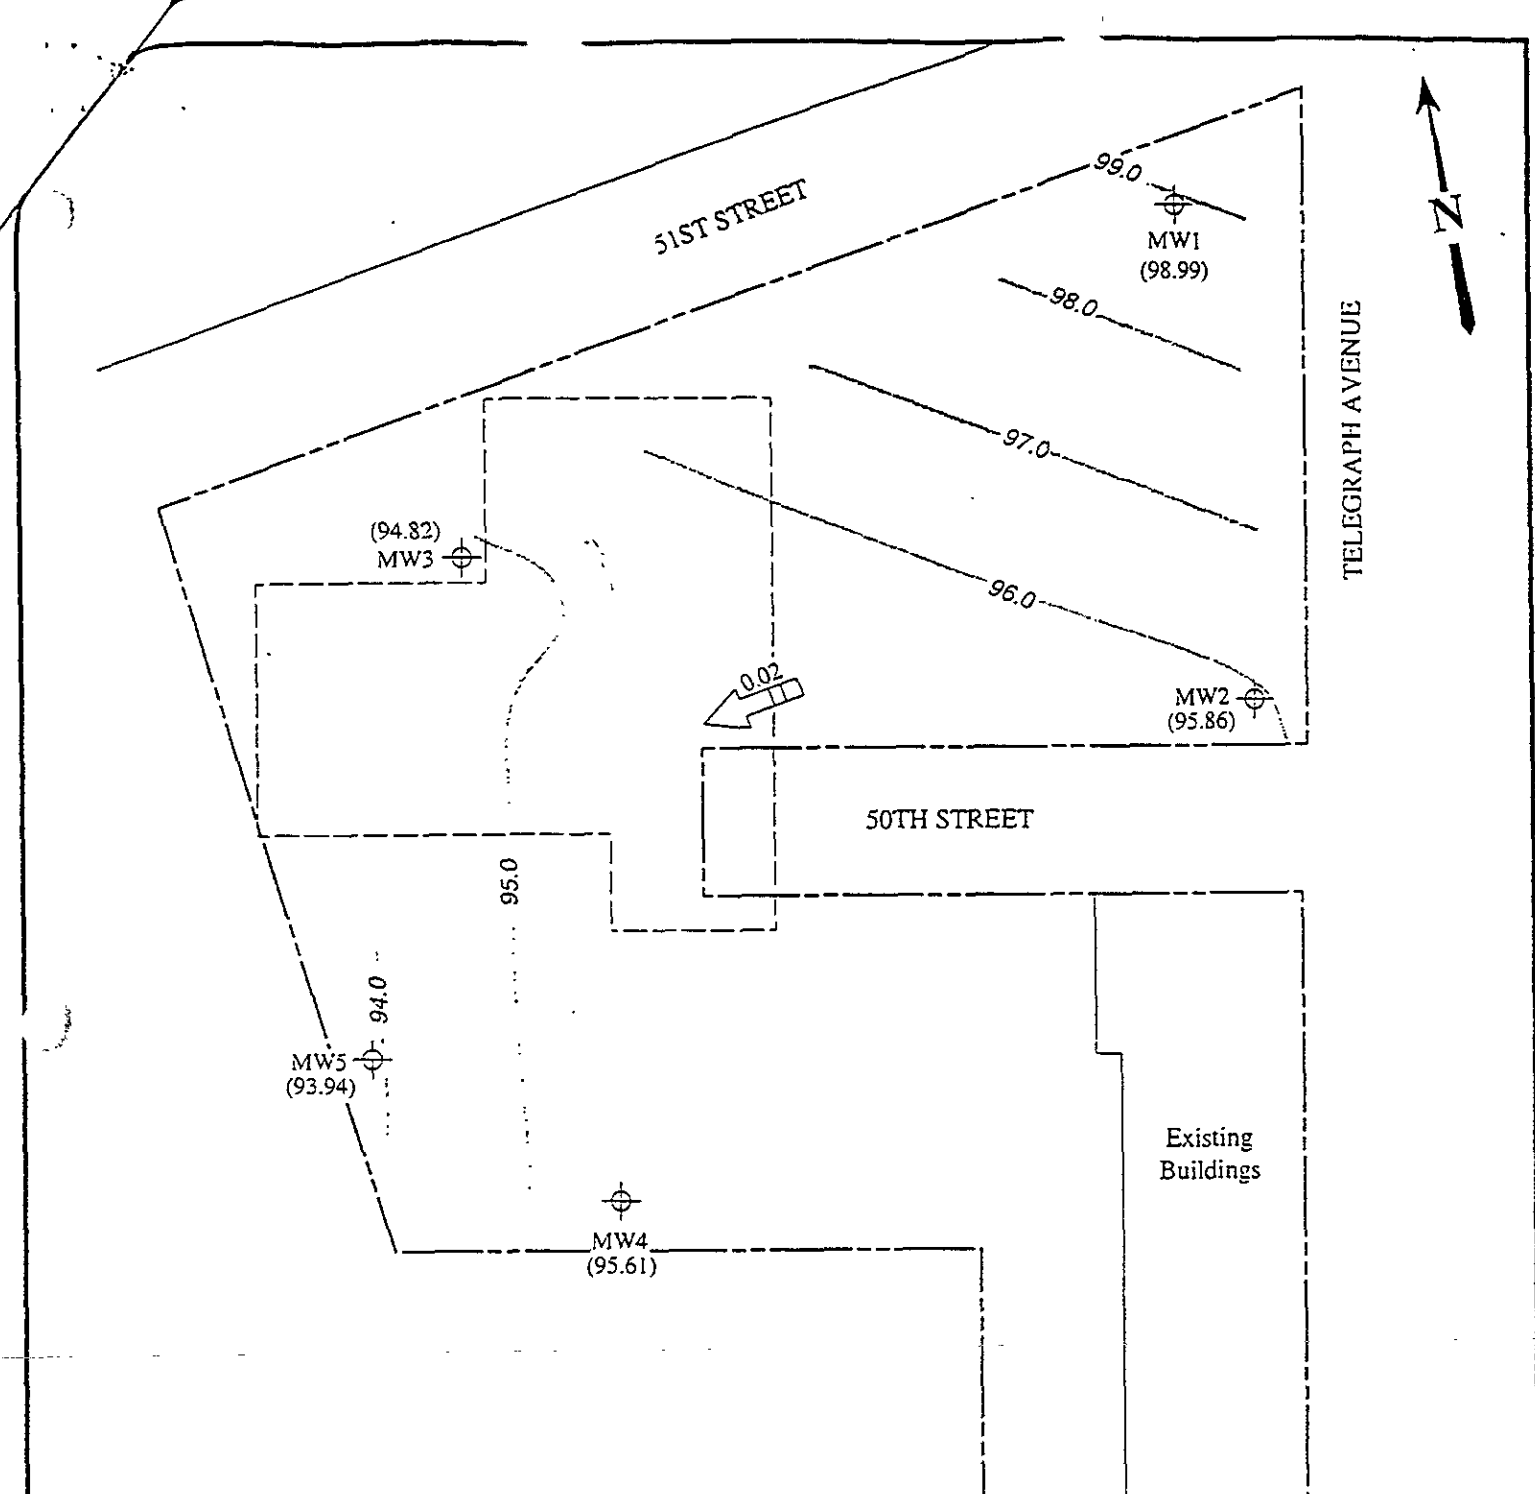 51ST STREET
99.0
MW1
(98.99)
N
98.0
TELEGRAPH AVENUE
97.0
(94.82)
MW3
96.0
0.02
MW2
(95.86)
50TH STREET
95.0
94.0
MW5
(93.94)
Existing
Buildings
MW4
(95.61)